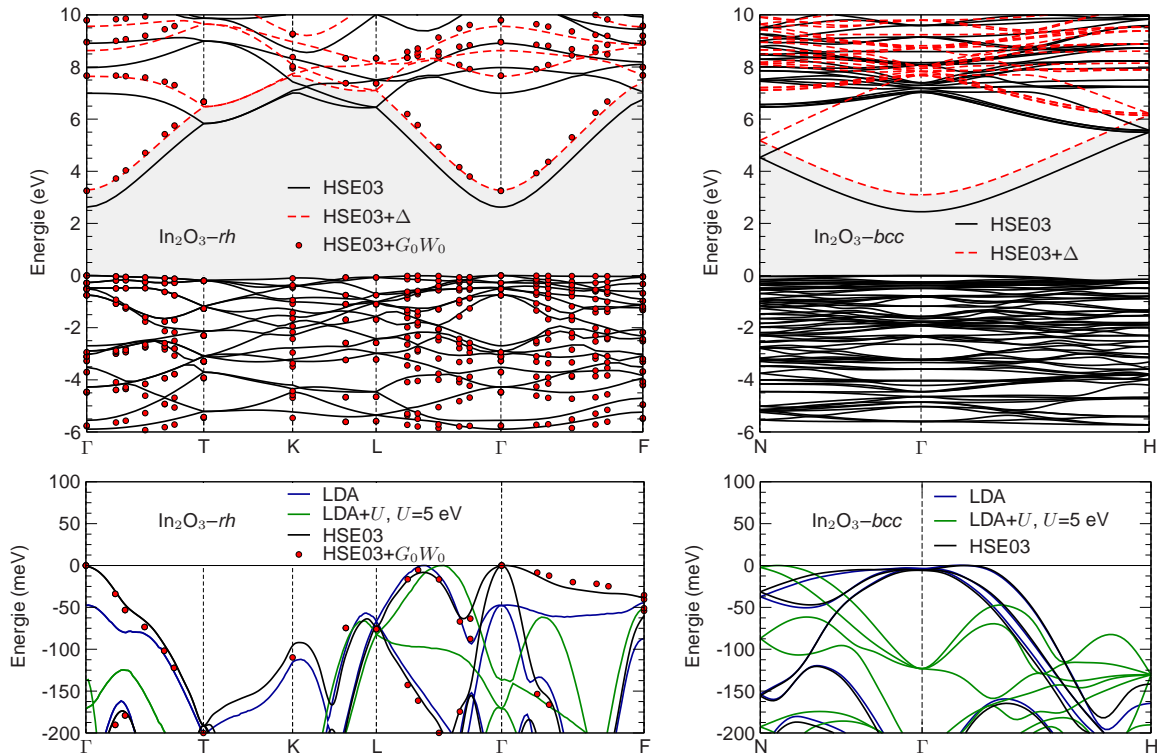 10
8
6
4
2
0
-2
-4
-6
Energie (eV)
HSE03
HSE03+Δ
HSE03+G₀W₀
In₂O₃−rh
Γ T K L Γ F
10
8
6
4
2
0
-2
-4
-6
Energie (eV)
HSE03
HSE03+Δ
In₂O₃−bcc
N Γ H
100
50
0
-50
-100
-150
-200
Energie (meV)
In₂O₃−rh
LDA
LDA+U, U=5 eV
HSE03
HSE03+G₀W₀
Γ T K L Γ F
100
50
0
-50
-100
-150
-200
Energie (meV)
In₂O₃−bcc
LDA
LDA+U, U=5 eV
HSE03
N Γ H